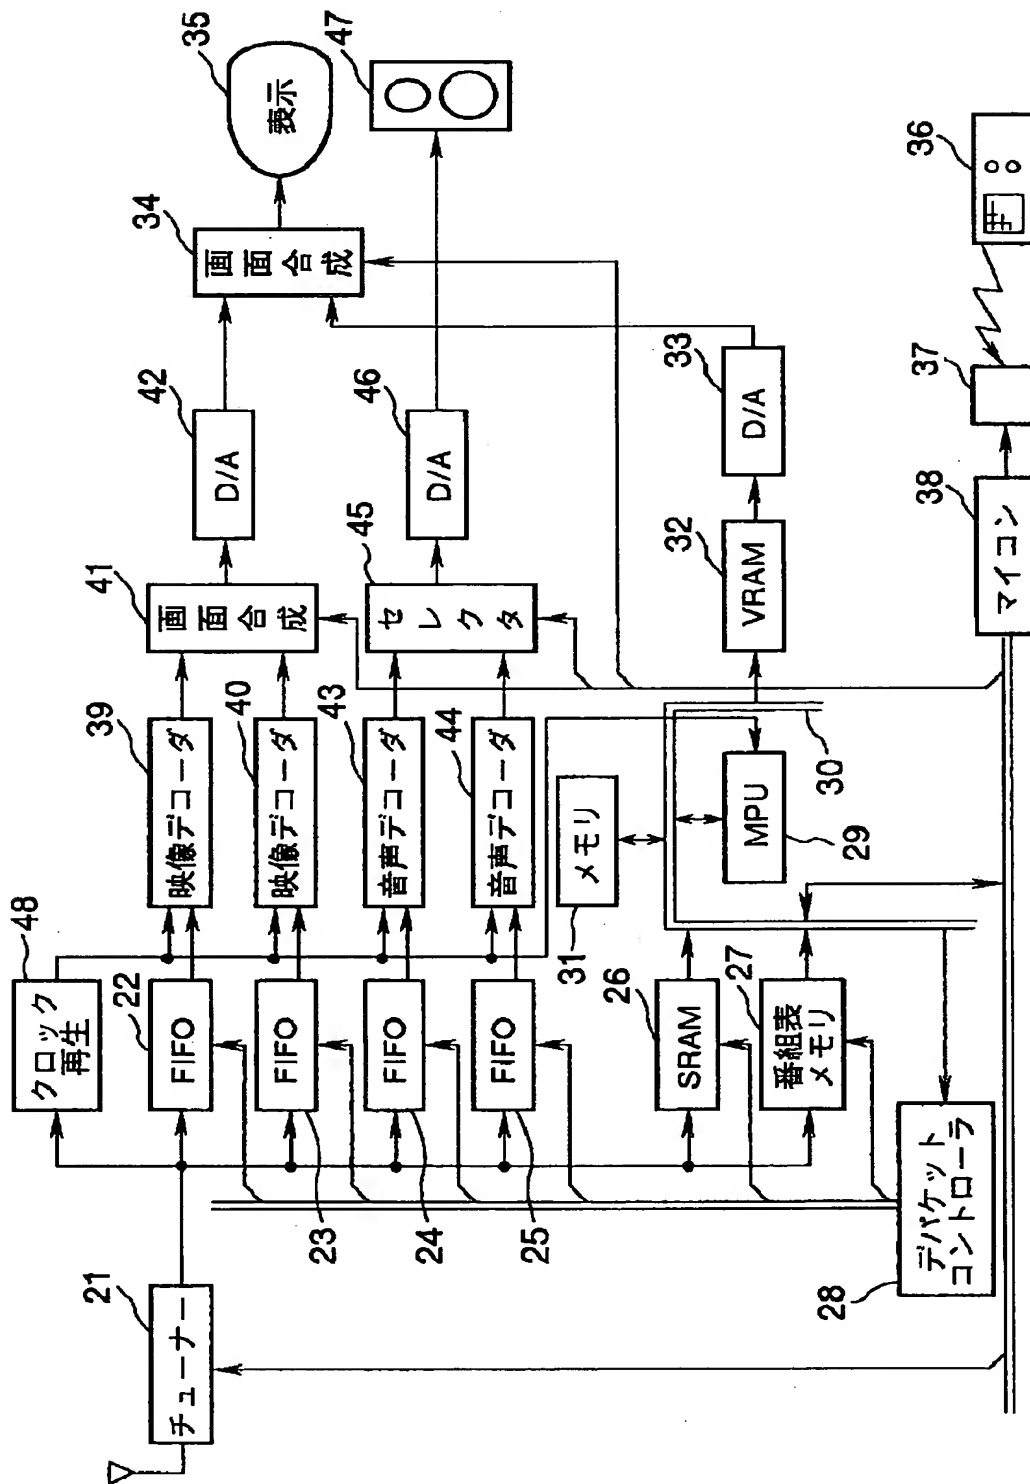 48
クロック
再生
21
チューナー
22
FIFO
39
映像デコーダ
41
画面合成
42
D/A
34
画面合成
35
表示
23
FIFO
40
映像デコーダ
24
FIFO
43
音声デコーダ
45
セレクタ
46
D/A
47
25
FIFO
44
音声デコーダ
31
メモリ
26
SRAM
32
VRAM
33
D/A
27
番組表
メモリ
29
MPU
30
28
デパケット
コントローラ
38
マイコン
37
36